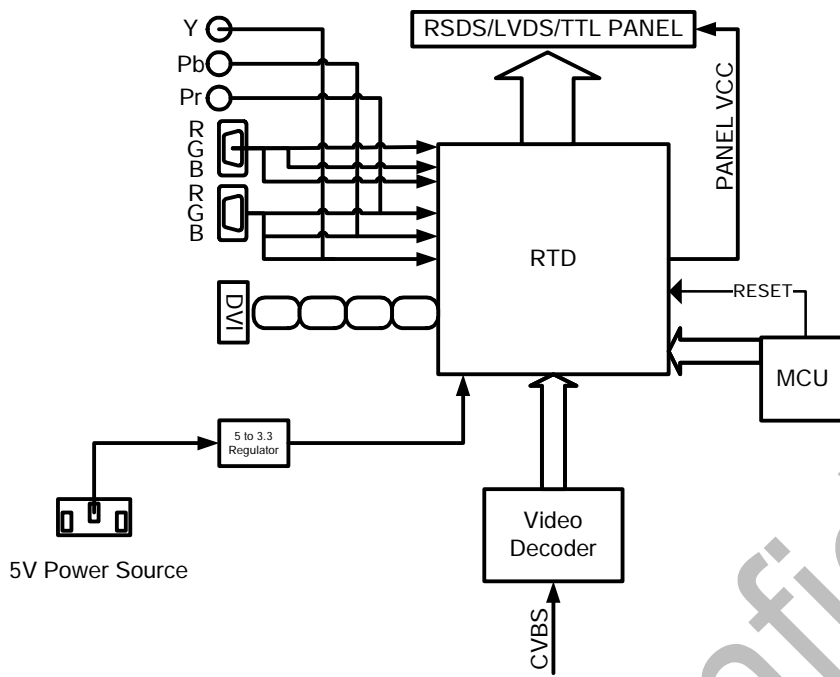 Y
RSDS/LVDS/TTL PANEL
Pb
Pr
R
G
B
R
G
B
PANEL VCC
RTD
DVI
RESET
MCU
5 to 3.3
Regulator
Video
Decoder
5V Power Source
CVBS